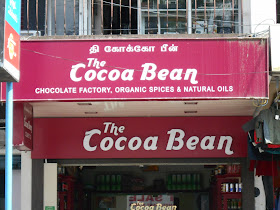 தி கோக்கோ பீன்
The
Cocoa Bean
CHOCOLATE FACTORY, ORGANIC SPICES & NATURAL OILS
The
Cocoa Bean
Cocoa Bean